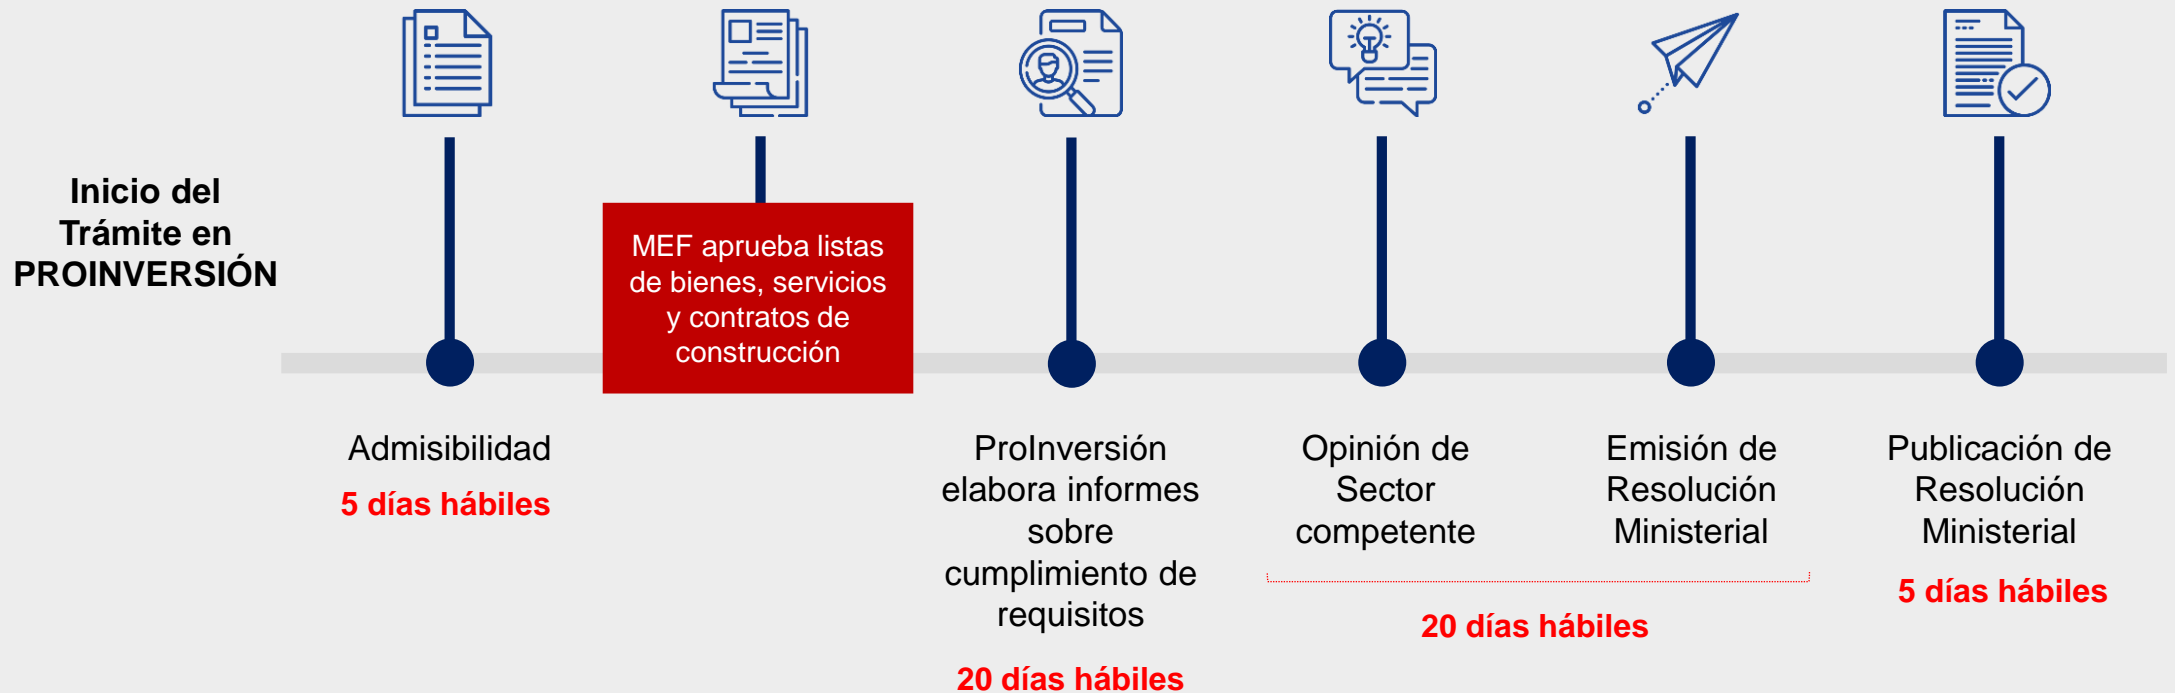 Inicio del
Trámite en
PROINVERSIÓN
Admisibilidad
5 días hábiles
MEF aprueba listas
de bienes, servicios
y contratos de
construcción
ProInversión
elabora informes
sobre
cumplimiento de
requisitos
20 días hábiles
Opinión de
Sector
competente
Emisión de
Resolución
Ministerial
20 días hábiles
Publicación de
Resolución
Ministerial
5 días hábiles